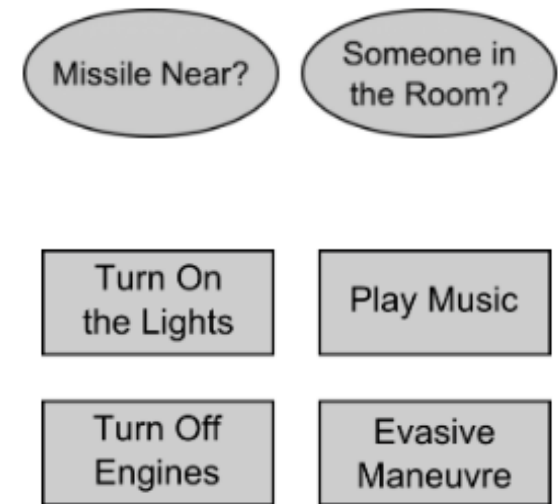 Missile Near?
Someone in
the Room?
Turn On
the Lights
Play Music
Turn Off
Engines
Evasive
Maneuvre